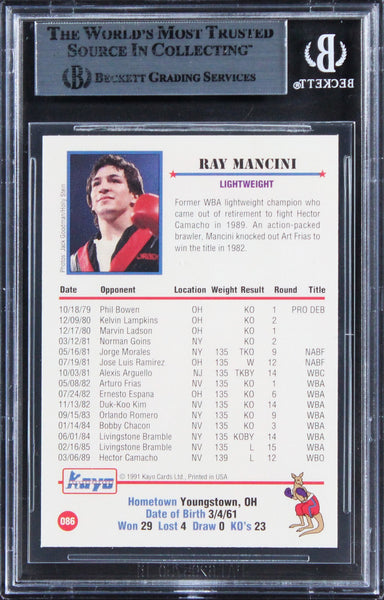 THE WORLD'S MOST TRUSTED
SOURCE IN COLLECTING™
BECKETT GRADING SERVICES
BECKETT
RAY MANCINI
LIGHTWEIGHT
Former WBA lightweight champion who
came out of retirement to fight Hector
Camacho in 1989. An action-packed
brawler, Mancini knocked out Art Frias to
win the title in 1982.
Photos: Jack Goodman/Holly Stein
Date Opponent Location Weight Result Round Title
10/18/79 Phil Bowen OH KO 1 PRO DEB
12/09/80 Kelvin Lampkins OH KO 2
12/17/80 Marvin Ladson OH KO 1
03/12/81 Norman Goins NY KO 2
05/16/81 Jorge Morales NY 135 TKO 9 NABF
07/19/81 Jose Luis Ramirez OH 135 W 12 NABF
10/03/81 Alexis Arguello NJ 135 TKBY 14 WBC
05/08/82 Arturo Frias NV 135 KO 1 WBA
07/24/82 Ernesto Espana OH 135 KO 6 WBA
11/13/82 Duk-Koo Kim NV 135 KO 14 WBA
09/15/83 Orlando Romero NY 135 KO 9 WBA
01/14/84 Bobby Chacon NV 135 KO 3 WBA
06/01/84 Livingstone Bramble NY 135 KOBY 14 WBA
02/16/85 Livingstone Bramble NV 135 L 15 WBA
03/06/89 Hector Camacho NV 139 L 12 WBO
Kayo
© 1991 Kayo Cards Ltd., Printed in USA
086
Hometown Youngstown, OH
Date of Birth 3/4/61
Won 29 Lost 4 Draw 0 KO's 23